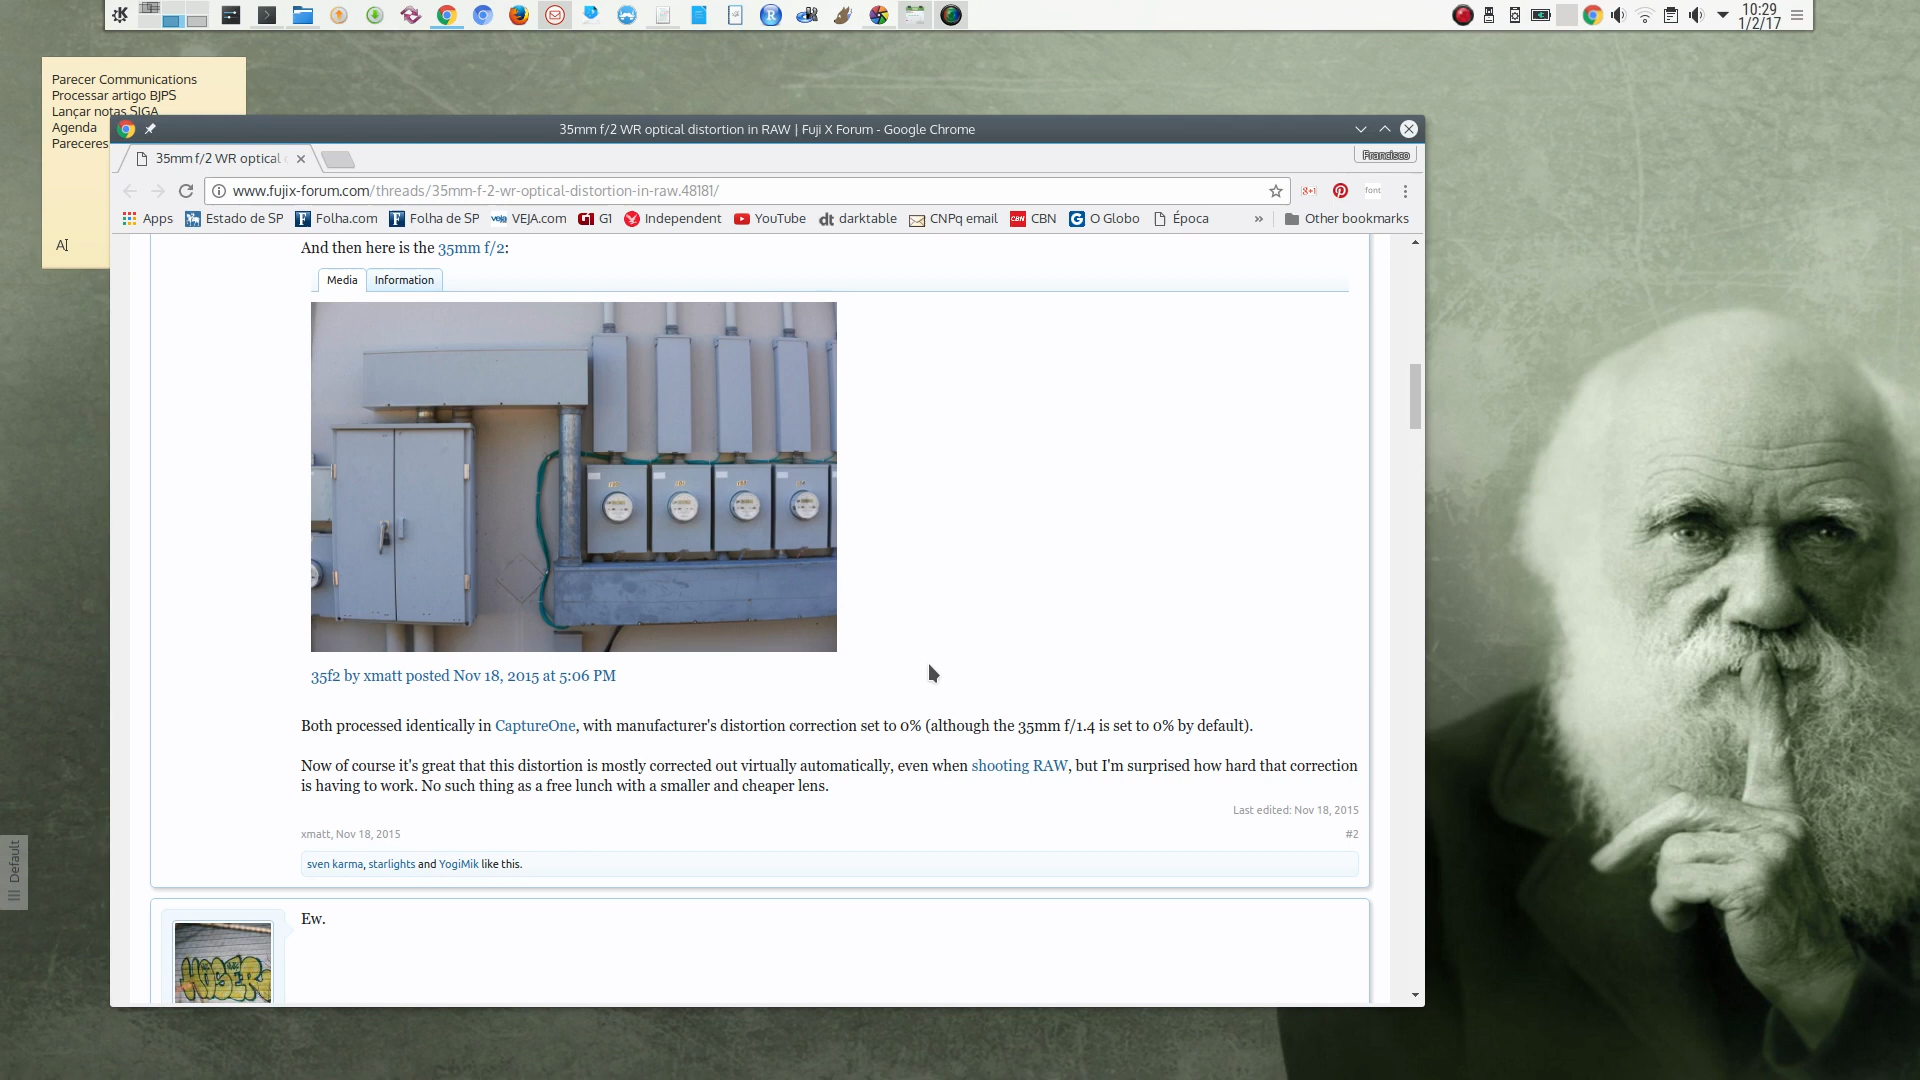 10:29
1/2/17
Parecer Communications
Processar artigo BJPS
Lançar notas SIGA
Agenda
Pareceres
A
35mm f/2 WR optical distortion in RAW | Fuji X Forum - Google Chrome
35mm f/2 WR optical
Francisco
www.fujix-forum.com/threads/35mm-f-2-wr-optical-distortion-in-raw.48181/
g+1
font
Apps
Estado de SP
Folha.com
Folha de SP
veja VEJA.com
G1
Independent
YouTube
dt darktable
CNPq email
CBN CBN
O Globo
Época
»
Other bookmarks
And then here is the 35mm f/2:
Media
Information
35f2 by xmatt posted Nov 18, 2015 at 5:06 PM
Both processed identically in CaptureOne, with manufacturer's distortion correction set to 0% (although the 35mm f/1.4 is set to 0% by default).
Now of course it's great that this distortion is mostly corrected out virtually automatically, even when shooting RAW, but I'm surprised how hard that correction
is having to work. No such thing as a free lunch with a smaller and cheaper lens.
Last edited: Nov 18, 2015
xmatt, Nov 18, 2015
#2
sven karma, starlights and YogiMik like this.
Default
Ew.